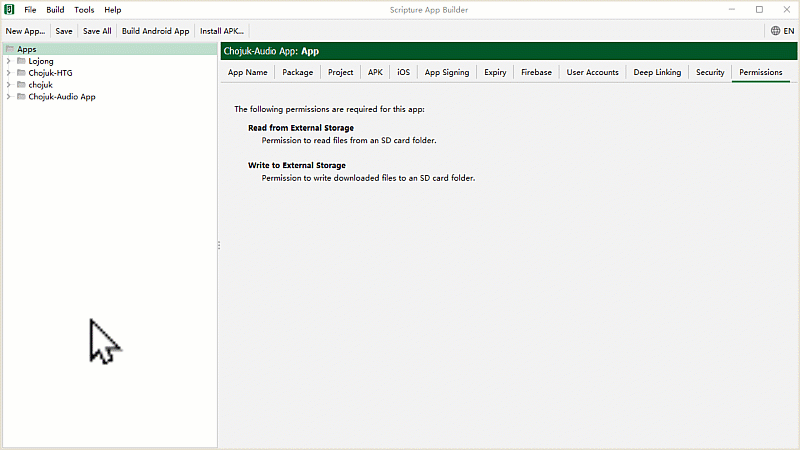 Scripture App Builder
File Build Tools Help
New App... Save Save All Build Android App Install APK... EN
Apps
Lojong
Chojuk-HTG
chojuk
Chojuk-Audio App
Chojuk-Audio App: App
App Name Package Project APK iOS App Signing Expiry Firebase User Accounts Deep Linking Security Permissions
The following permissions are required for this app:
Read from External Storage
Permission to read files from an SD card folder.
Write to External Storage
Permission to write downloaded files to an SD card folder.